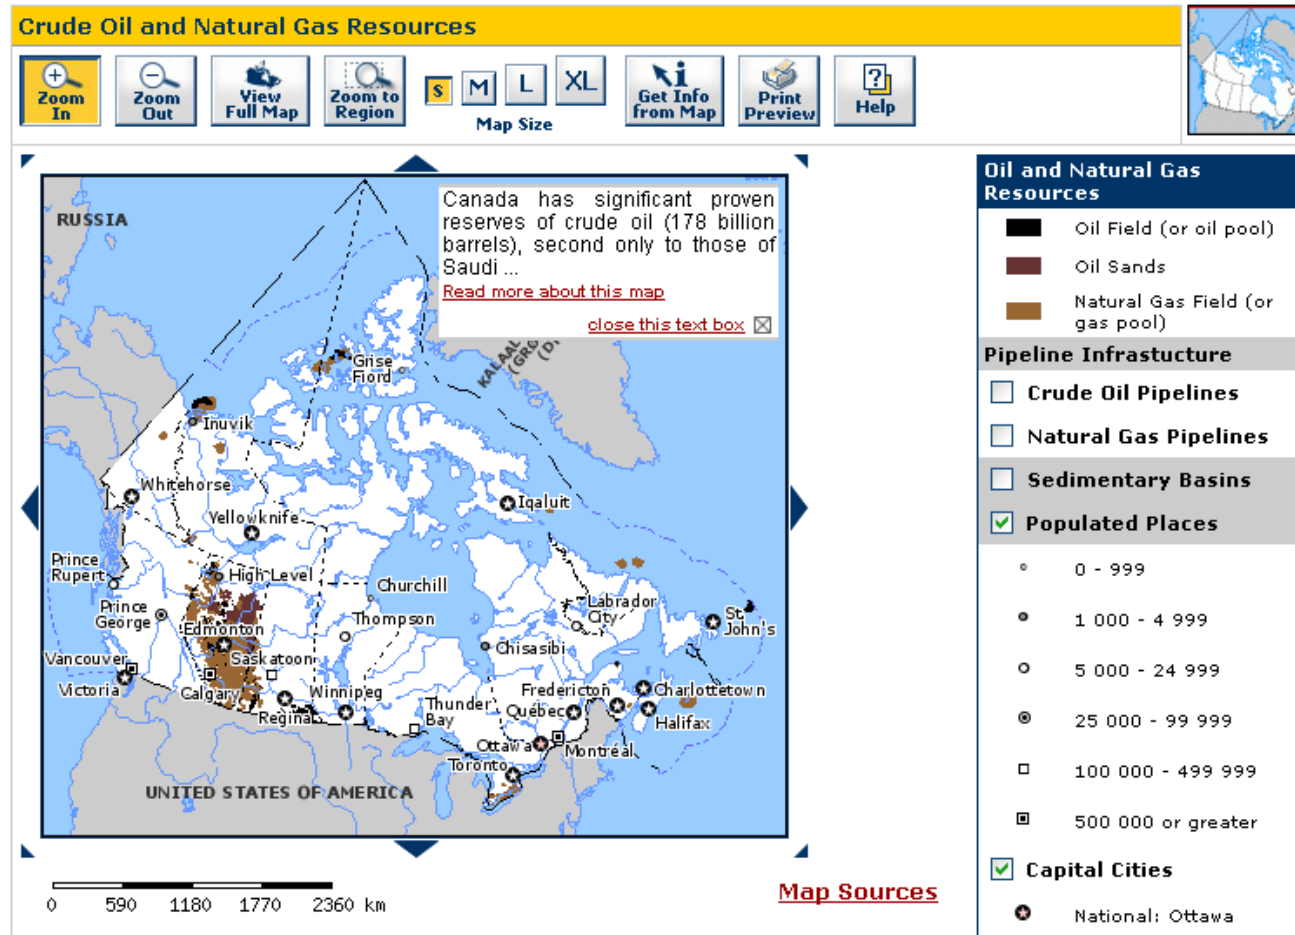 Crude Oil and Natural Gas Resources
Zoom
In
Zoom
Out
View
Full Map
Zoom to
Region
S
M
L
XL
Map Size
Get Info
from Map
Print
Preview
Help
RUSSIA
Canada has significant proven
reserves of crude oil (178 billion
barrels), second only to those of
Saudi ...
Read more about this map
close this text box
Grise
Fiord
Inuvik
Whitehorse
Yellowknife
Iqaluit
Prince
Rupert
High Level
Churchill
Prince
George
Labrador
City
St
John's
Edmonton
Thompson
Chisasibi
Vancouver
Saskatoon
Victoria
Calgary
Winnipeg
Fredericton
Charlottetown
Regina
Thunder
Bay
Québec
Halifax
Ottawa
Montréal
Toronto
UNITED STATES OF AMERICA
0 590 1180 1770 2360 km
Map Sources
Oil and Natural Gas
Resources
Oil Field (or oil pool)
Oil Sands
Natural Gas Field (or
gas pool)
Pipeline Infrastucture
Crude Oil Pipelines
Natural Gas Pipelines
Sedimentary Basins
Populated Places
0 - 999
1 000 - 4 999
5 000 - 24 999
25 000 - 99 999
100 000 - 499 999
500 000 or greater
Capital Cities
National: Ottawa